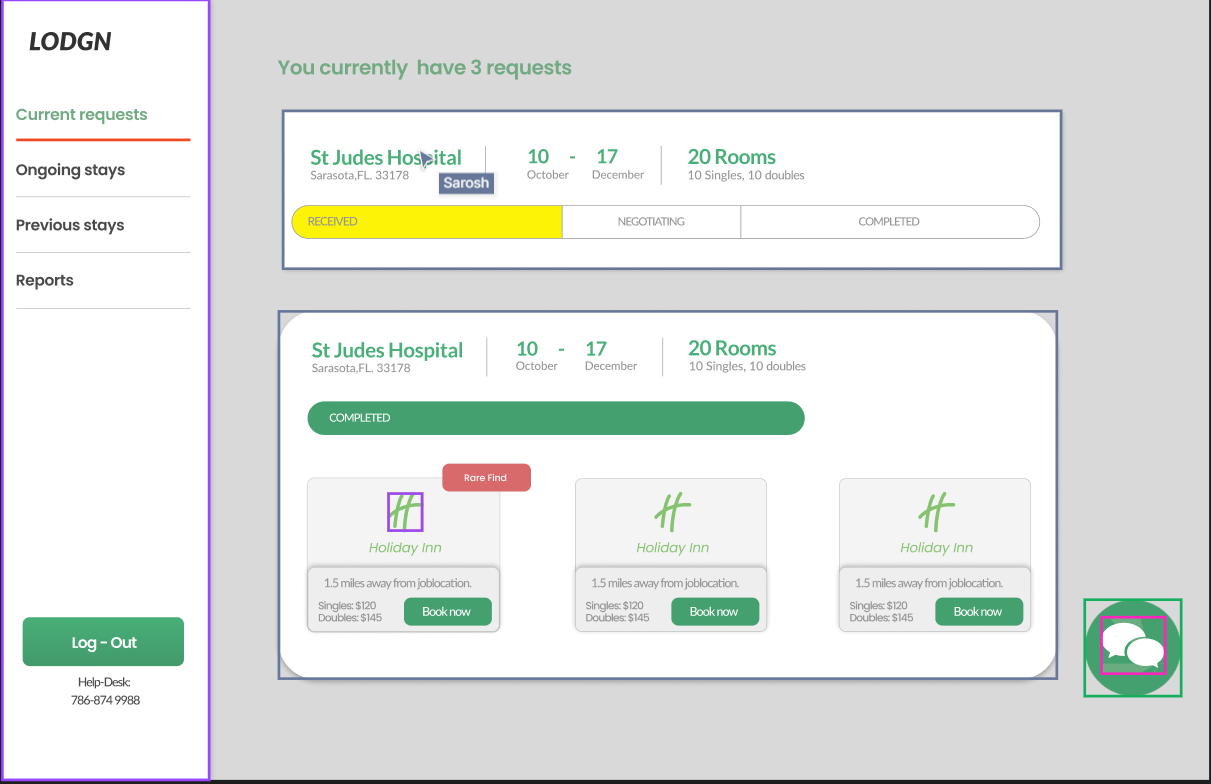 LODGN
Current requests
Ongoing stays
Previous stays
Reports
Log - Out
Help-Desk:
786-874 9988
You currently have 3 requests
St Judes Hospital
Sarasota,FL. 33178
Sarosh
10 - 17
October December
20 Rooms
10 Singles, 10 doubles
RECEIVED NEGOTIATING COMPLETED
St Judes Hospital
Sarasota,FL. 33178
10 - 17
October December
20 Rooms
10 Singles, 10 doubles
COMPLETED
Rare Find
Holiday Inn
1.5 miles away from joblocation.
Singles: $120
Doubles: $145
Book now
Holiday Inn
1.5 miles away from joblocation.
Singles: $120
Doubles: $145
Book now
Holiday Inn
1.5 miles away from joblocation.
Singles: $120
Doubles: $145
Book now